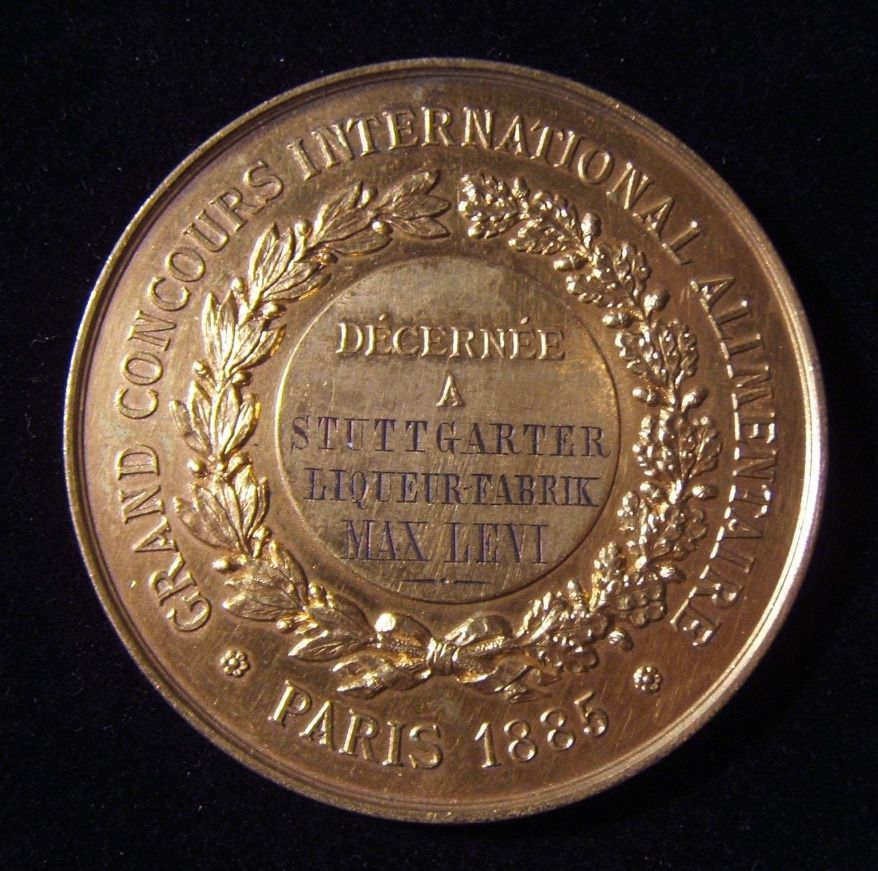 GRAND CONCOURS INTERNATIONAL ALIMENTAIRE
DÉCERNÉE
A
STUTTGARTER
LIQUEUR-FABRIK
MAX LEVI
PARIS 1885